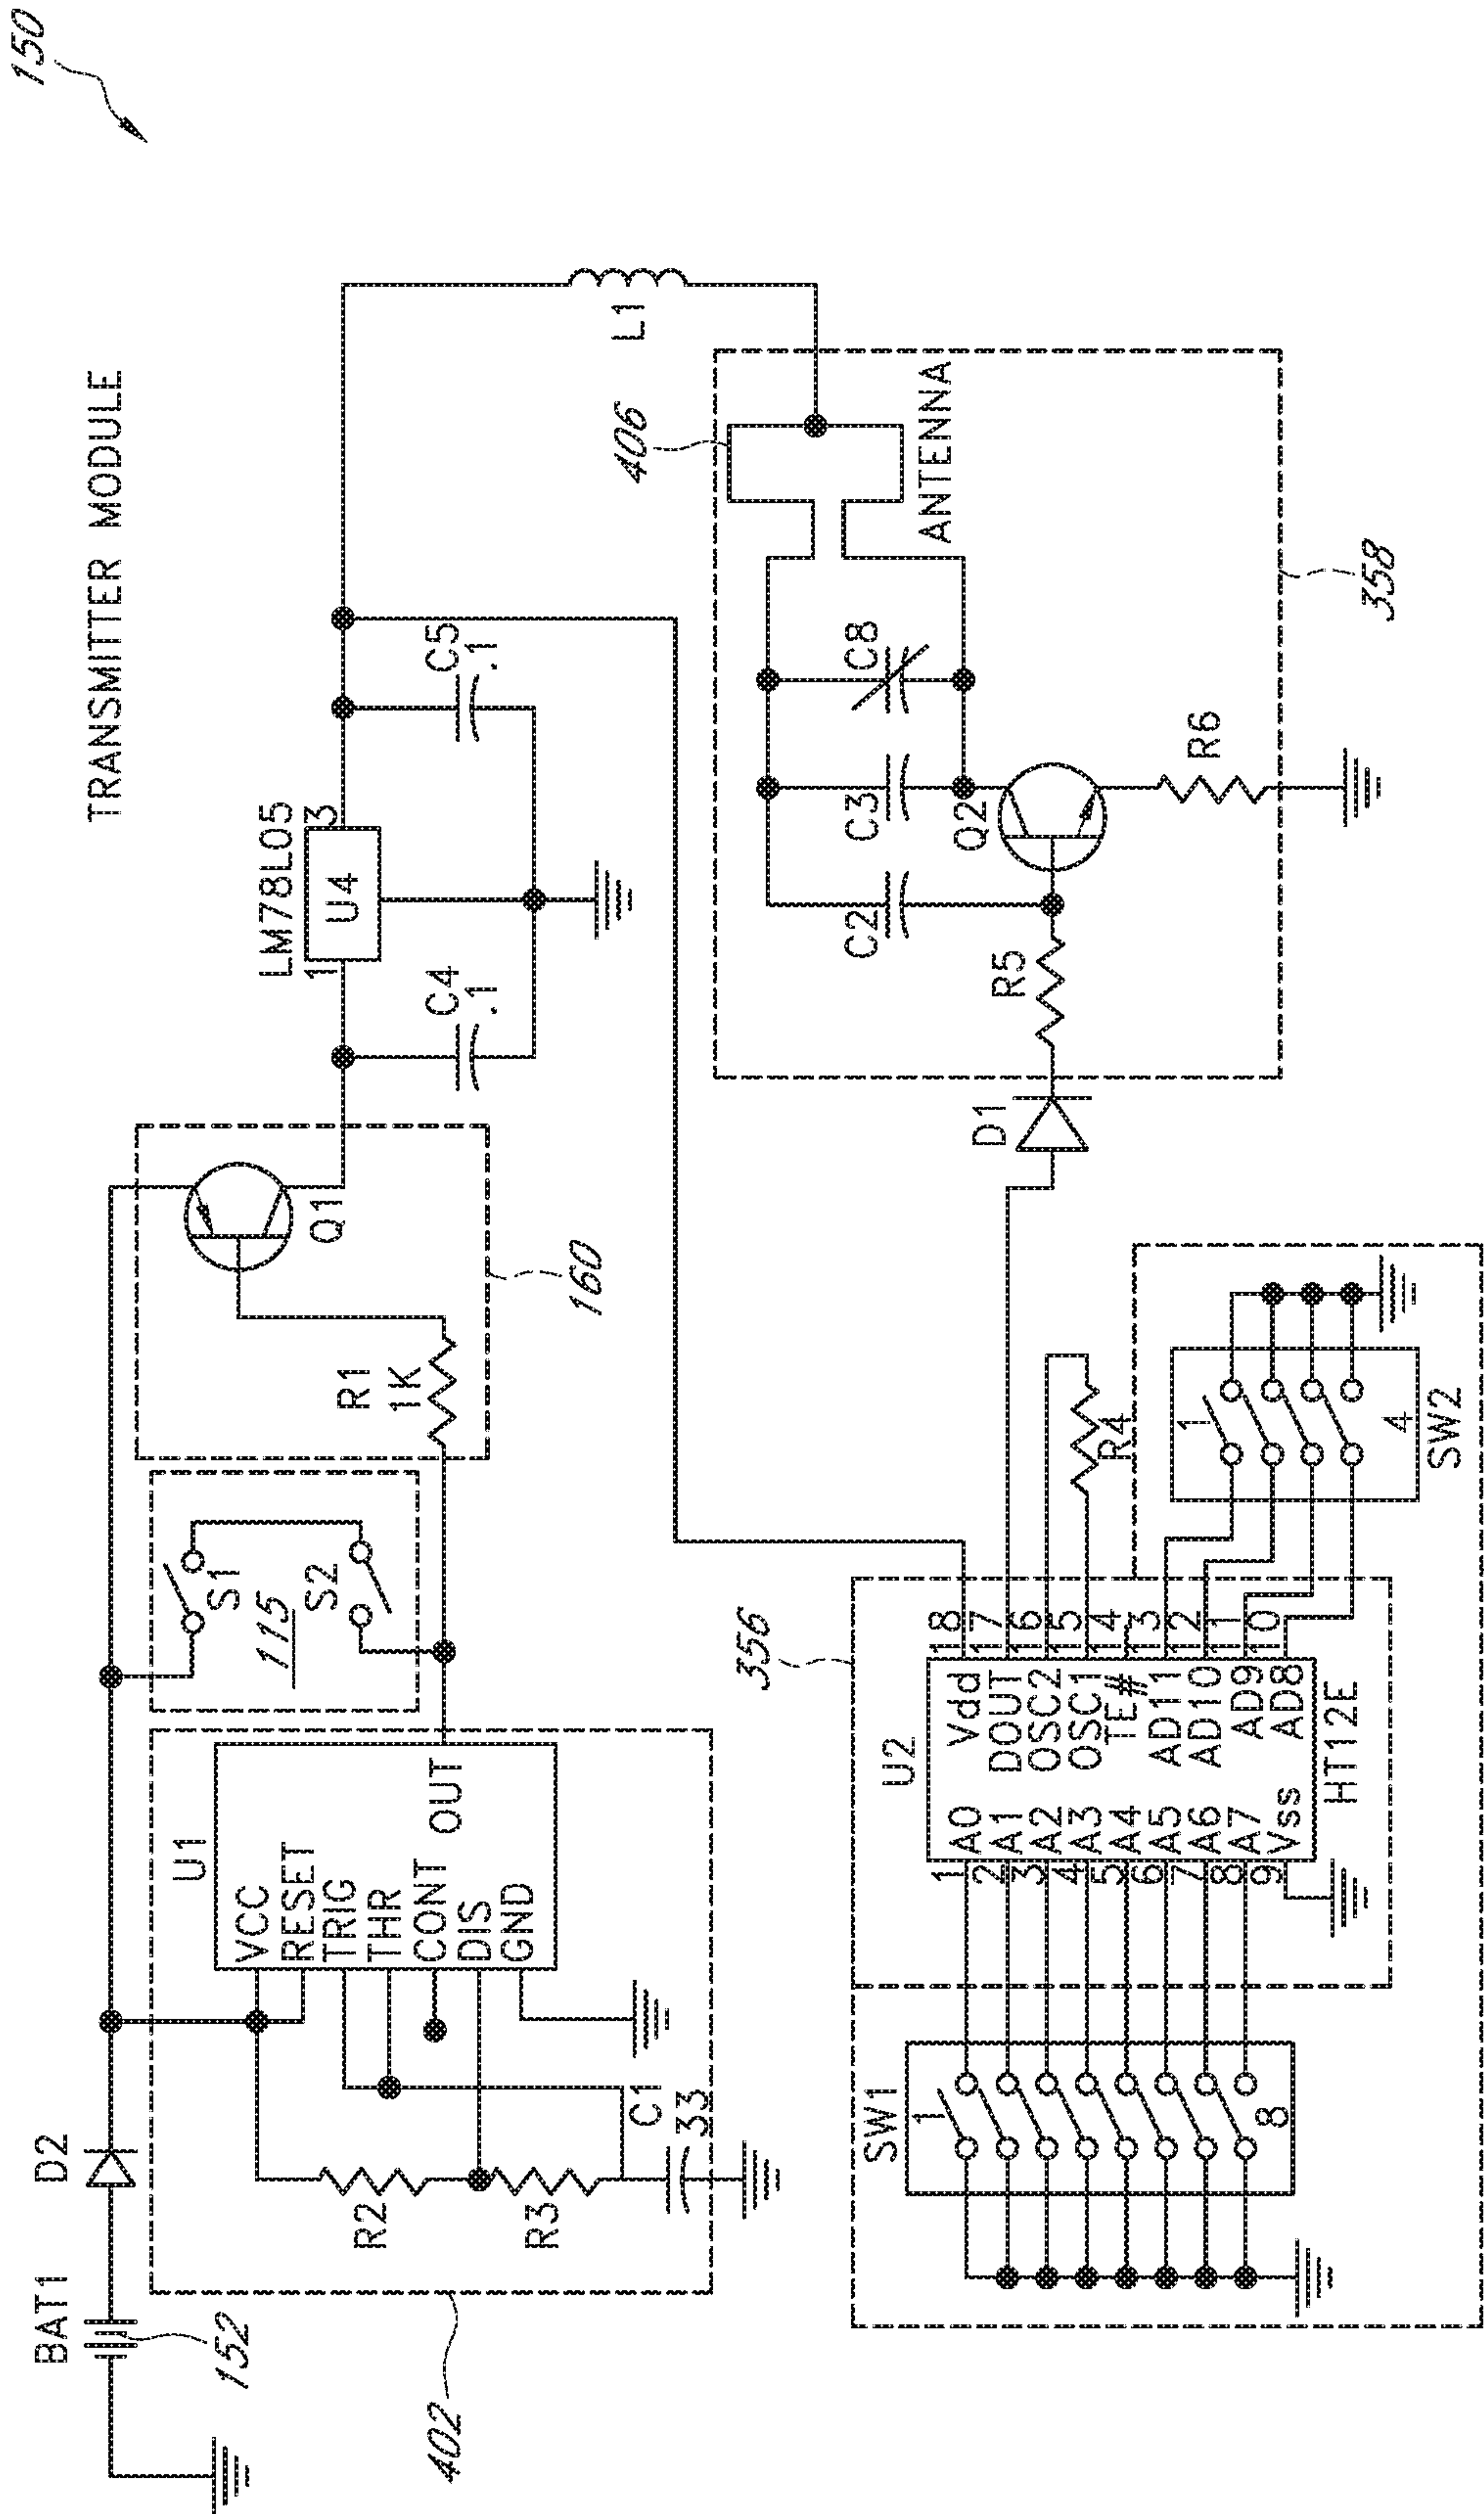 150
TRANSMITTER MODULE
BAT1
152
D2
402
U1
VCC
RESET
TRIG
THR
CONT
DIS
GND
OUT
R2
R3
C1
33
S1
115
S2
R1
1K
Q1
160
LM78L05
1
U4
3
C4
.1
C5
.1
L1
406
ANTENNA
C2
C3
C8
Q2
R5
R6
358
D1
356
U2
1 A0
2 A1
3 A2
4 A3
5 A4
6 A5
7 A6
8 A7
9 Vss
Vdd 18
DOUT 17
OSC2 16
OSC1 15
TE# 14
AD11 13
AD10 12
AD9 11
AD8 10
HT12E
SW1
1
8
R4
1
4
SW2